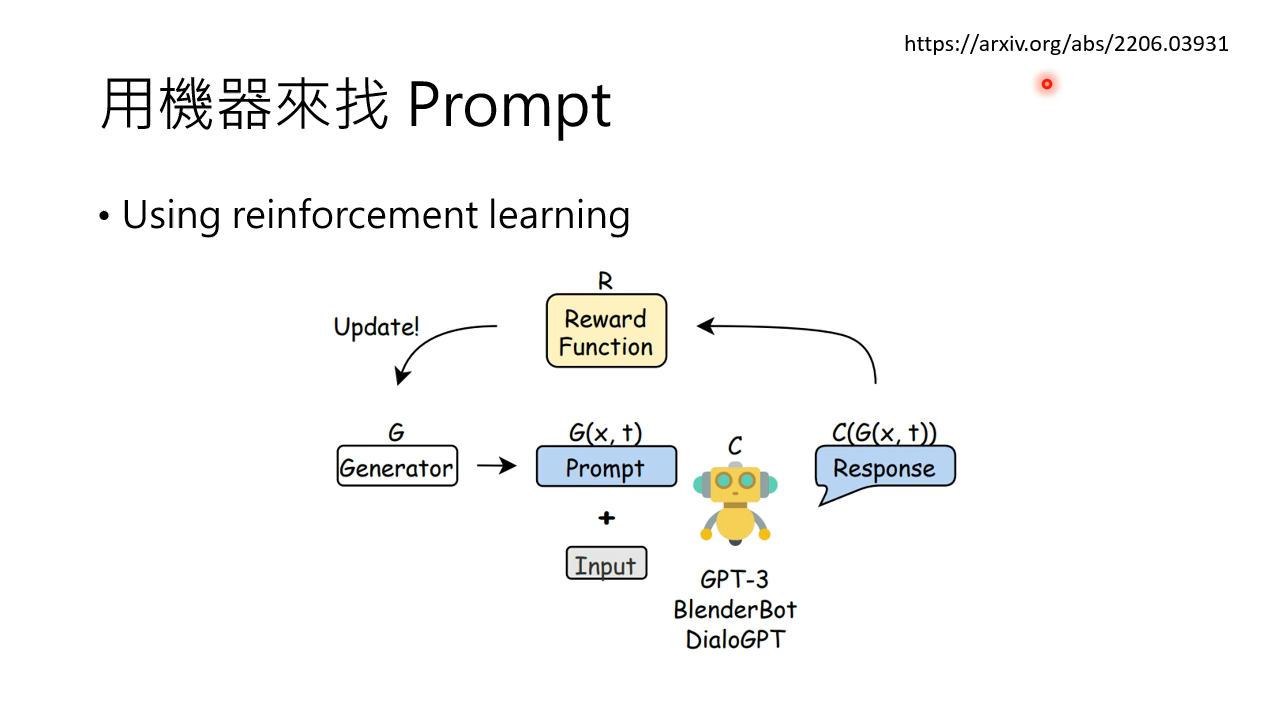 https://arxiv.org/abs/2206.03931
用機器來找 Prompt
• Using reinforcement learning
R
Reward
Function
Update!
G
Generator
G(x, t)
Prompt
+
Input
C
GPT-3
BlenderBot
DialoGPT
C(G(x, t))
Response